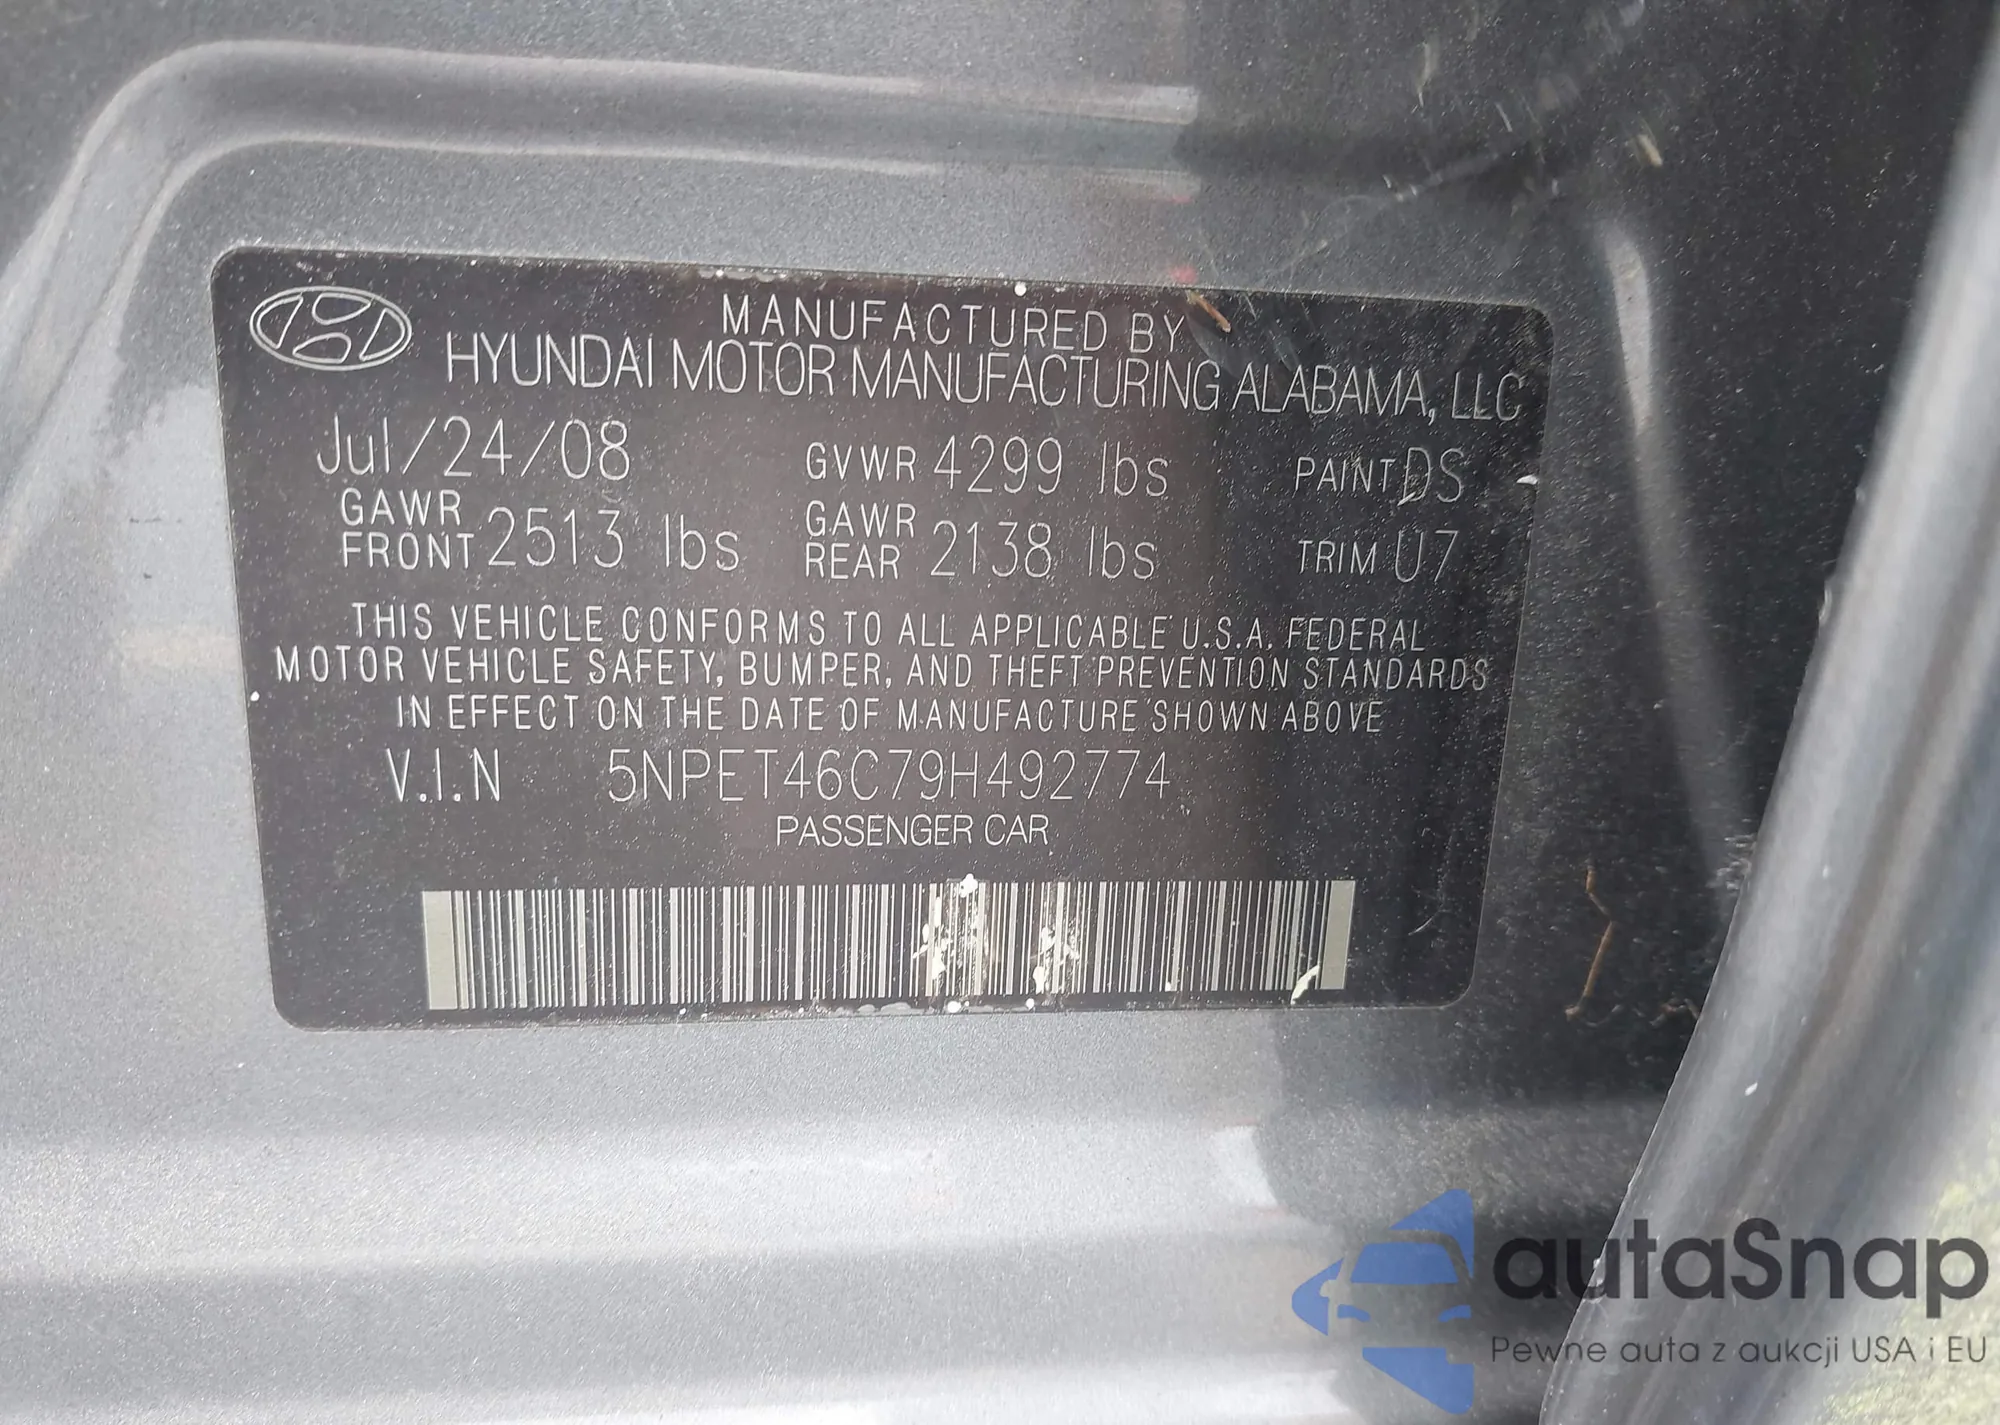 MANUFACTURED BY
HYUNDAI MOTOR MANUFACTURING ALABAMA, LLC
Jul/24/08 GVWR 4299 lbs PAINT DS
GAWR FRONT 2513 lbs GAWR REAR 2138 lbs TRIM U7
THIS VEHICLE CONFORMS TO ALL APPLICABLE U.S.A. FEDERAL
MOTOR VEHICLE SAFETY, BUMPER, AND THEFT PREVENTION STANDARDS
IN EFFECT ON THE DATE OF MANUFACTURE SHOWN ABOVE
V.I.N 5NPET46C79H492774
PASSENGER CAR
autaSnap
Pewne auta z aukcji USA i EU